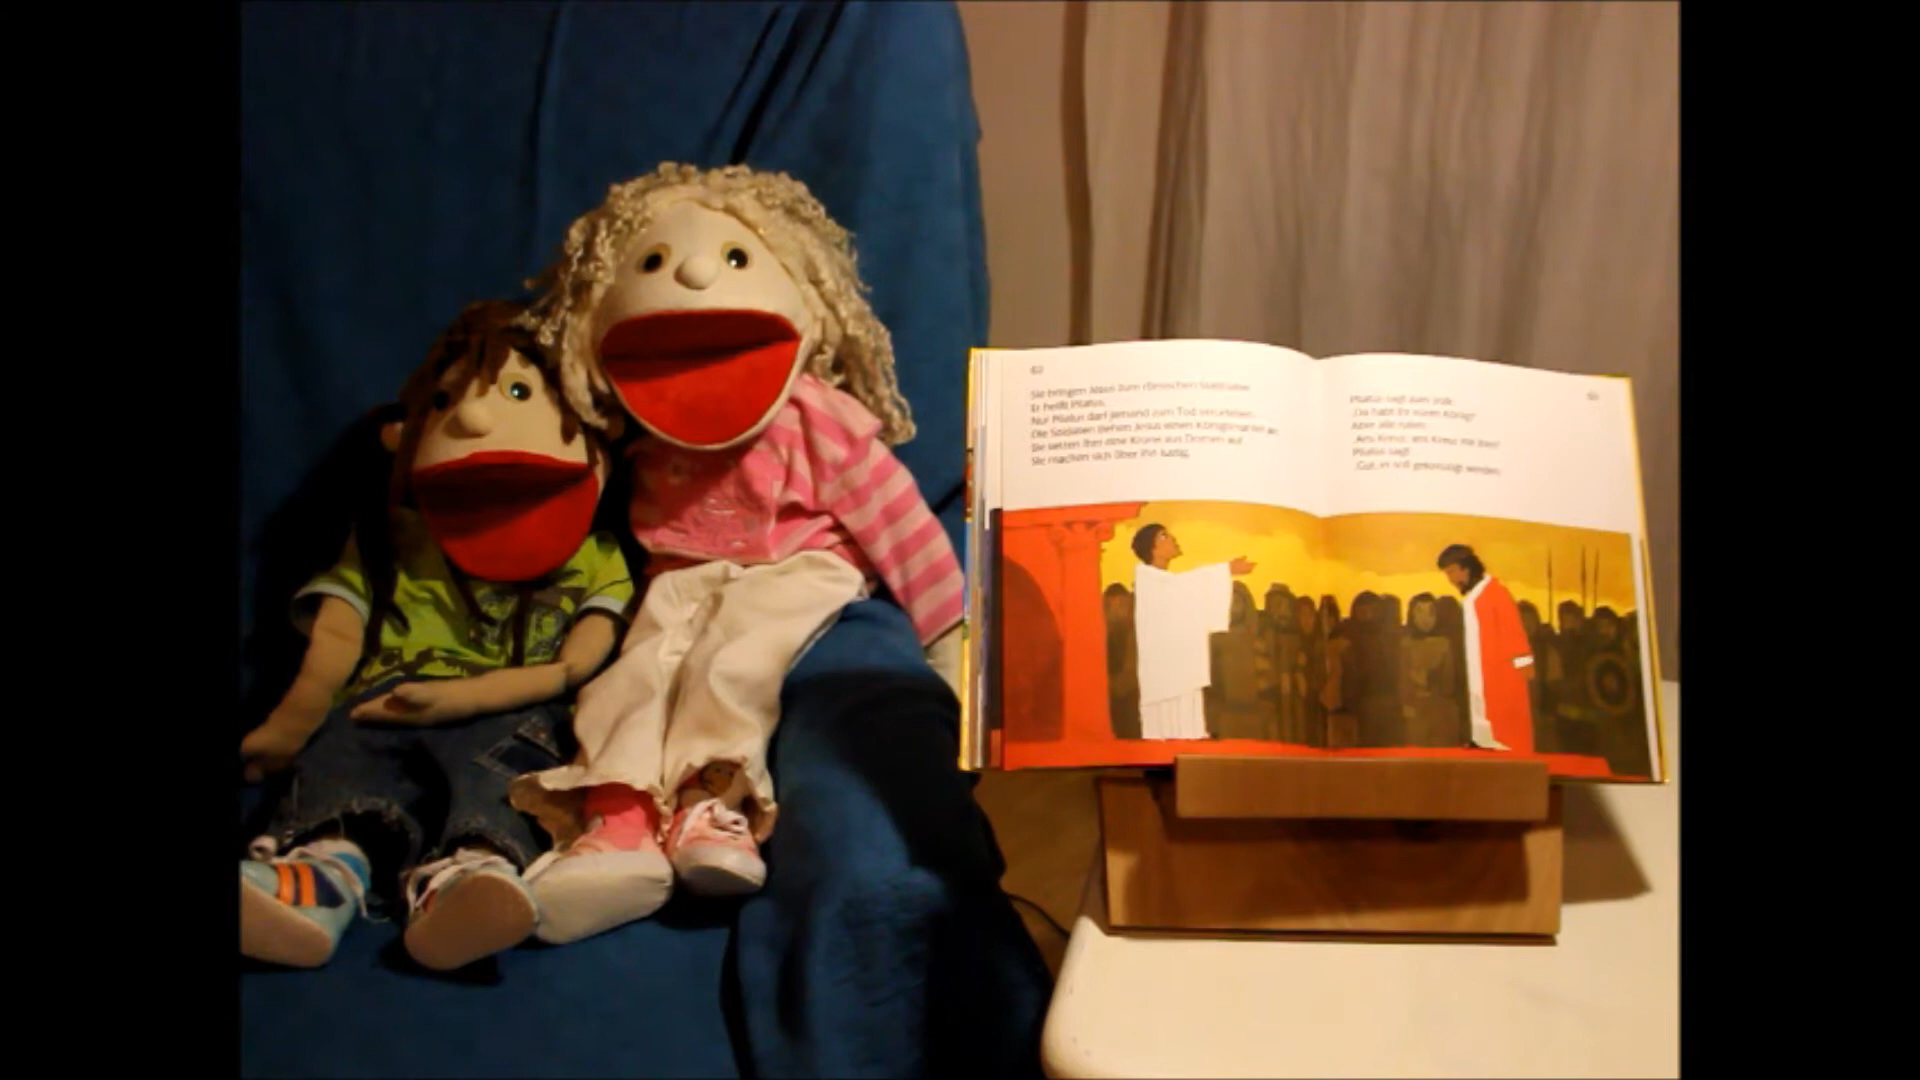 Sie bringen Jesus zum römischen Statthalter.
Er heißt Pilatus.
Nur Pilatus darf jemand zum Tod verurteilen.
Die Soldaten ziehen Jesus einen Königsmantel an.
Sie setzen ihm eine Krone aus Dornen auf.
Sie machen sich über ihn lustig.
Pilatus sagt zum Volk:
„Da habt ihr euren König!“
Aber alle rufen:
„Ans Kreuz, ans Kreuz mit ihm!“
Pilatus sagt:
„Gut, er soll gekreuzigt werden.